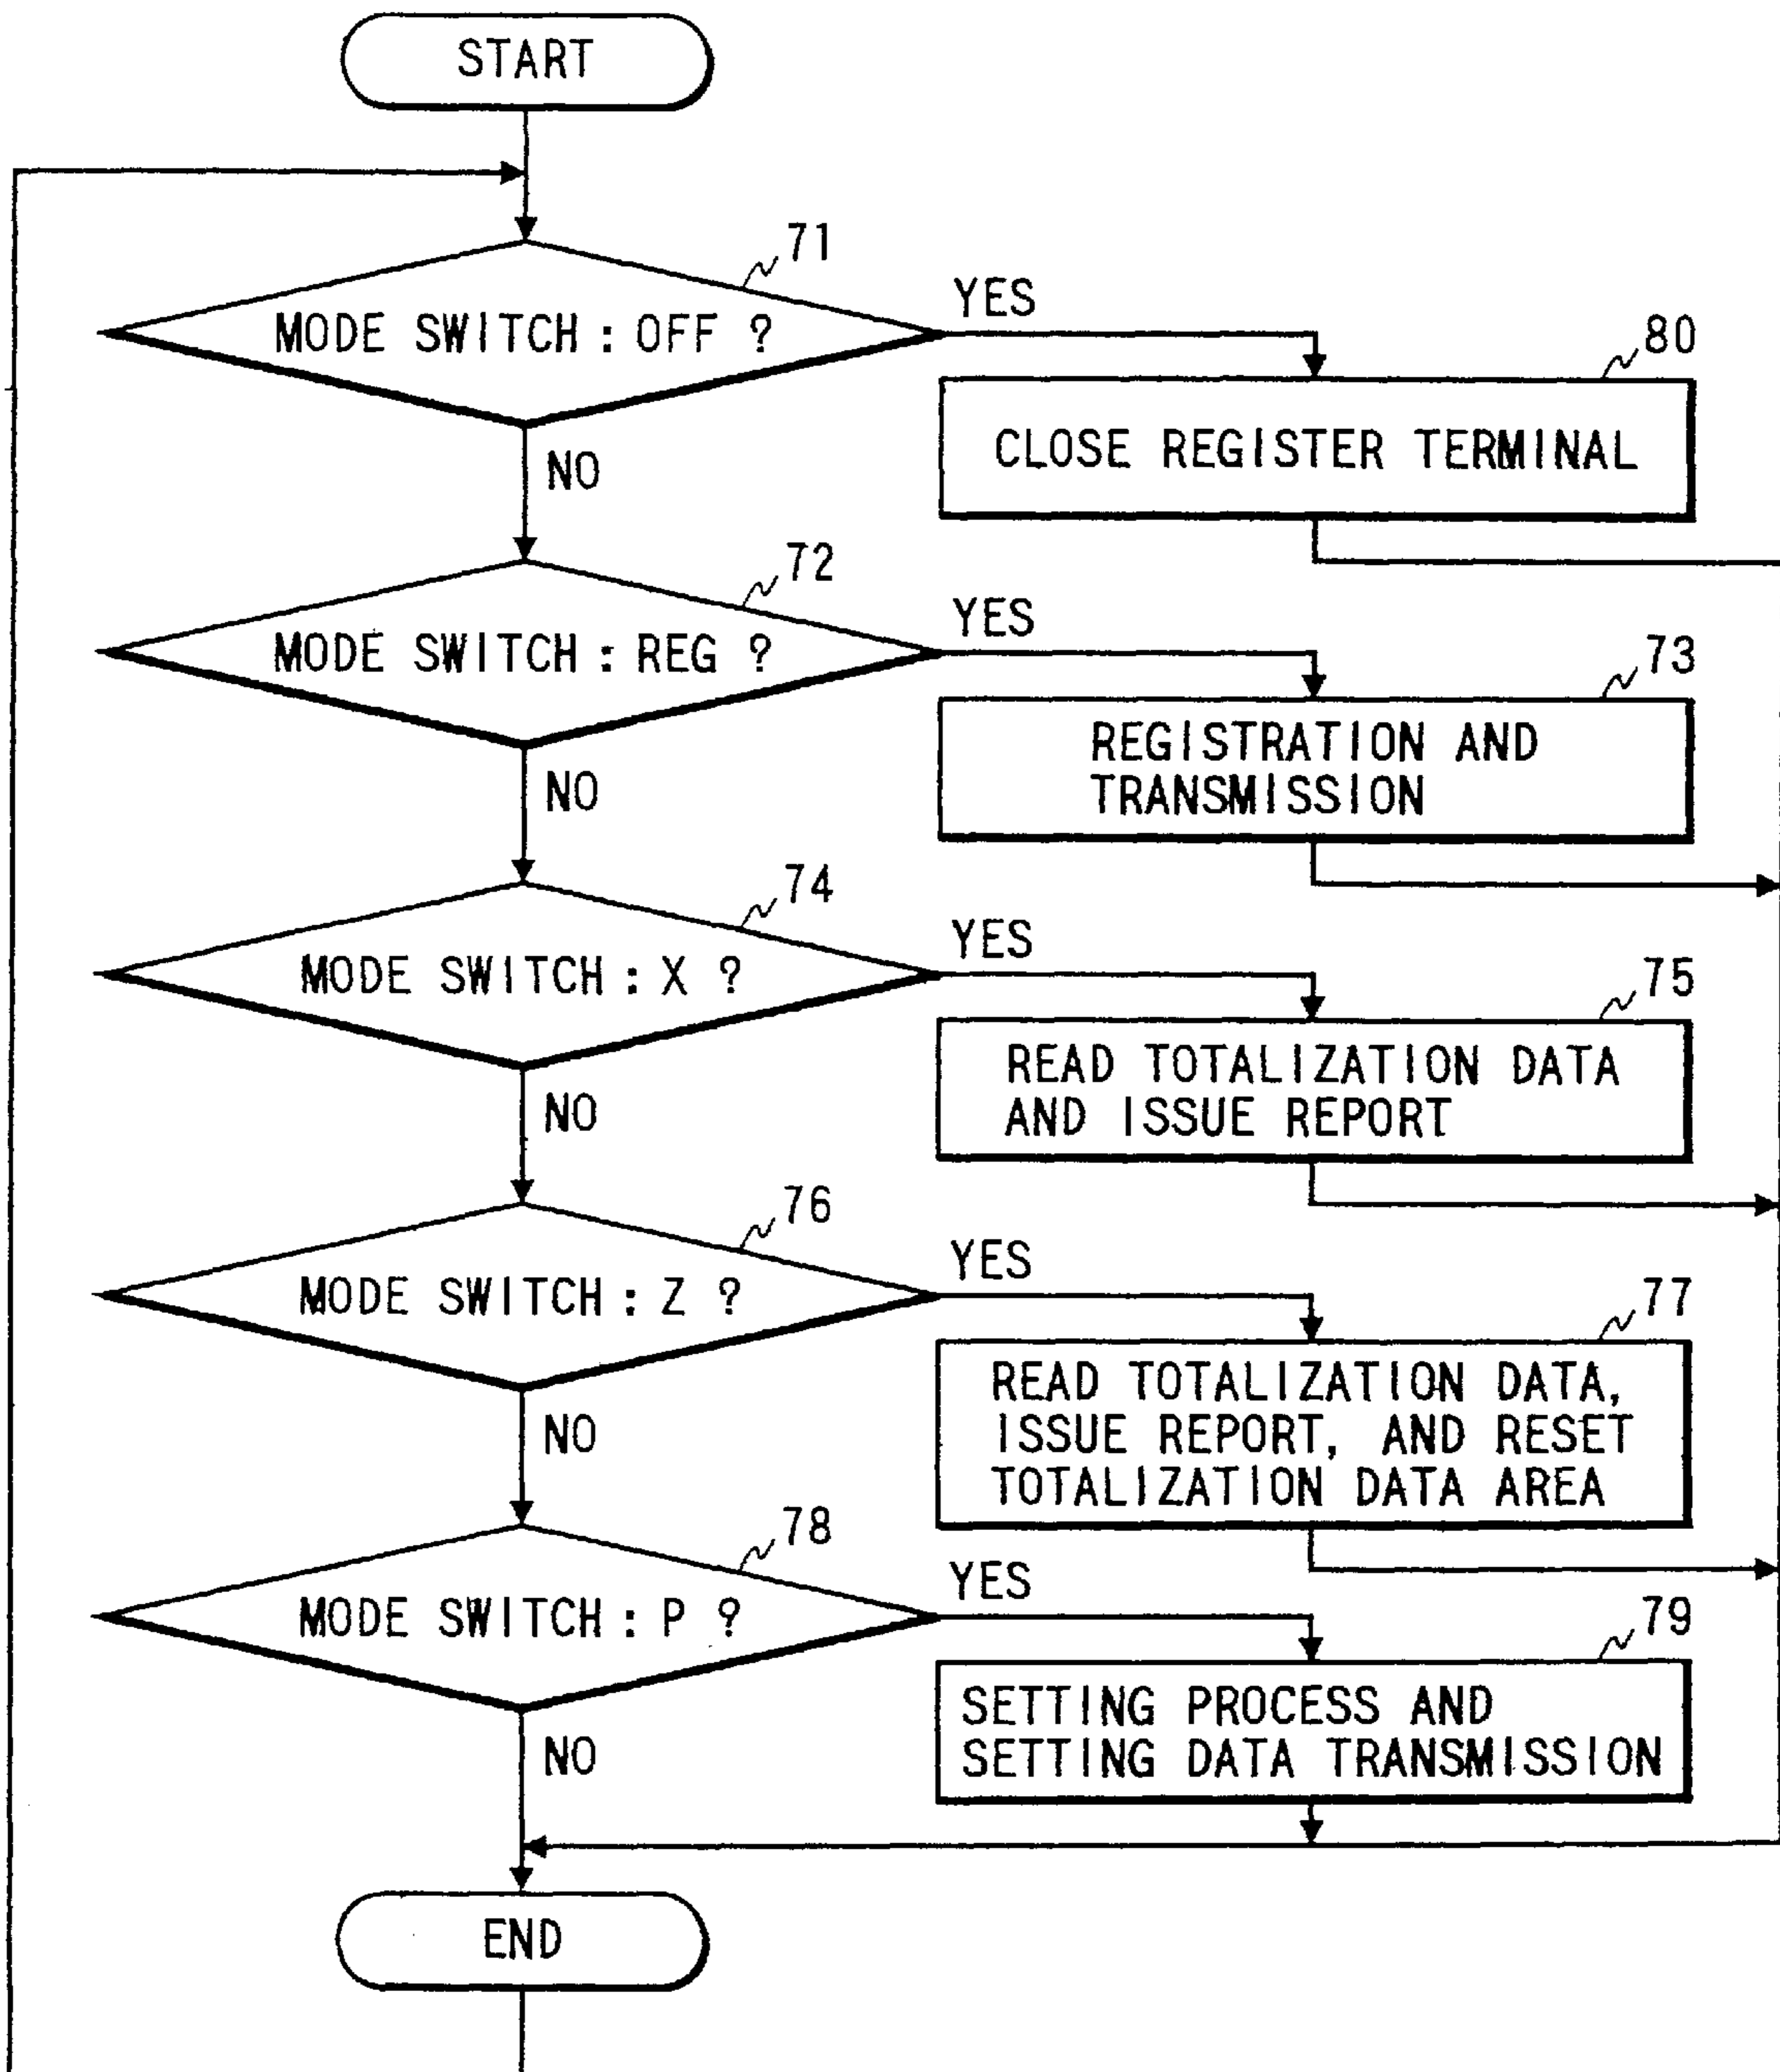 START
71
MODE SWITCH : OFF ?
YES
80
CLOSE REGISTER TERMINAL
NO
72
MODE SWITCH : REG ?
YES
73
REGISTRATION AND
TRANSMISSION
NO
74
MODE SWITCH : X ?
YES
75
READ TOTALIZATION DATA
AND ISSUE REPORT
NO
76
MODE SWITCH : Z ?
YES
77
READ TOTALIZATION DATA,
ISSUE REPORT, AND RESET
TOTALIZATION DATA AREA
NO
78
MODE SWITCH : P ?
YES
79
SETTING PROCESS AND
SETTING DATA TRANSMISSION
NO
END